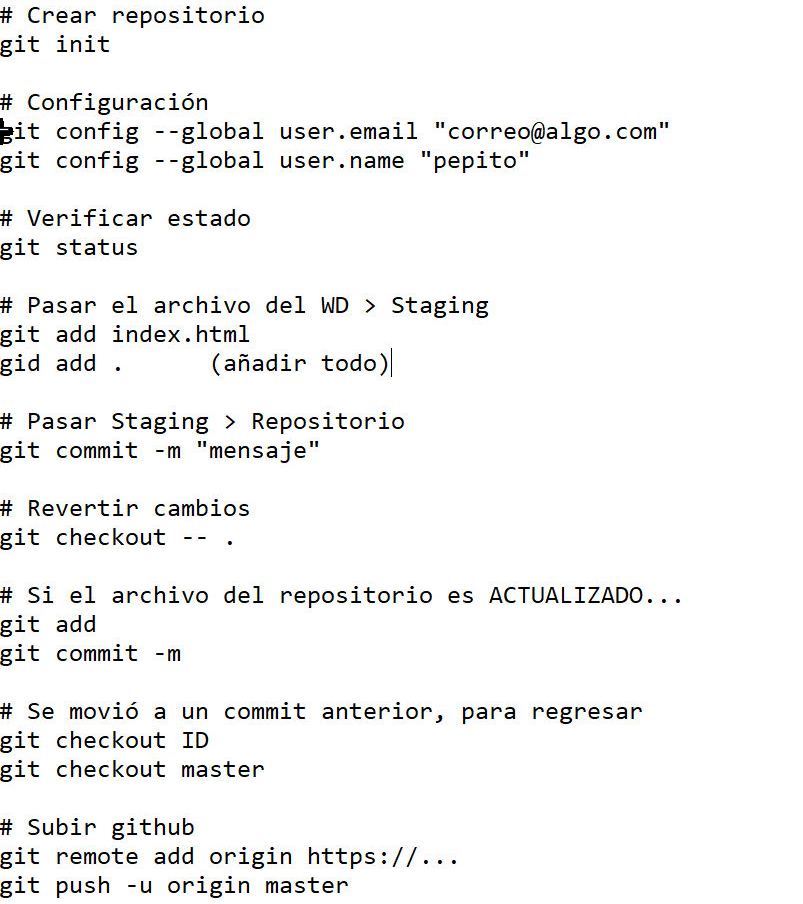 # Crear repositorio
git init
# Configuración
git config --global user.email "correo@algo.com"
git config --global user.name "pepito"
# Verificar estado
git status
# Pasar el archivo del WD > Staging
git add index.html
gid add .      (añadir todo)
# Pasar Staging > Repositorio
git commit -m "mensaje"
# Revertir cambios
git checkout -- .
# Si el archivo del repositorio es ACTUALIZADO...
git add
git commit -m
# Se movió a un commit anterior, para regresar
git checkout ID
git checkout master
# Subir github
git remote add origin https://...
git push -u origin master